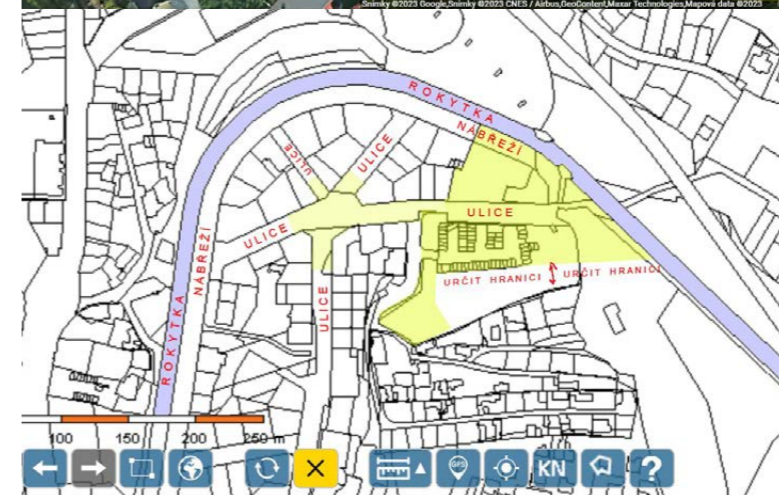 Snímky ©2023 Google,Snímky ©2023 CNES / Airbus,GeoContent,Maxar Technologies,Mapová data ©2023
ROKYTKA
NÁBŘEŽÍ
ULICE
ULICE
ULICE
ULICE
NÁBŘEŽÍ
URČIT HRANICI
URČIT HRANICI
ULICE
ROKYTKA
100 150 200 250 m
GPS
KN
?